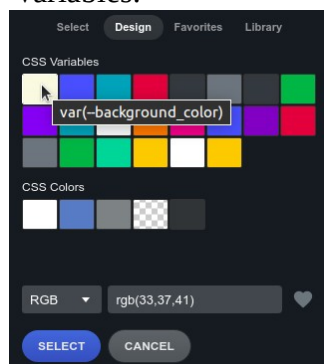 variables.
Select Design Favorites Library
CSS Variables
var(--background_color)
CSS Colors
RGB rgb(33,37,41)
SELECT CANCEL